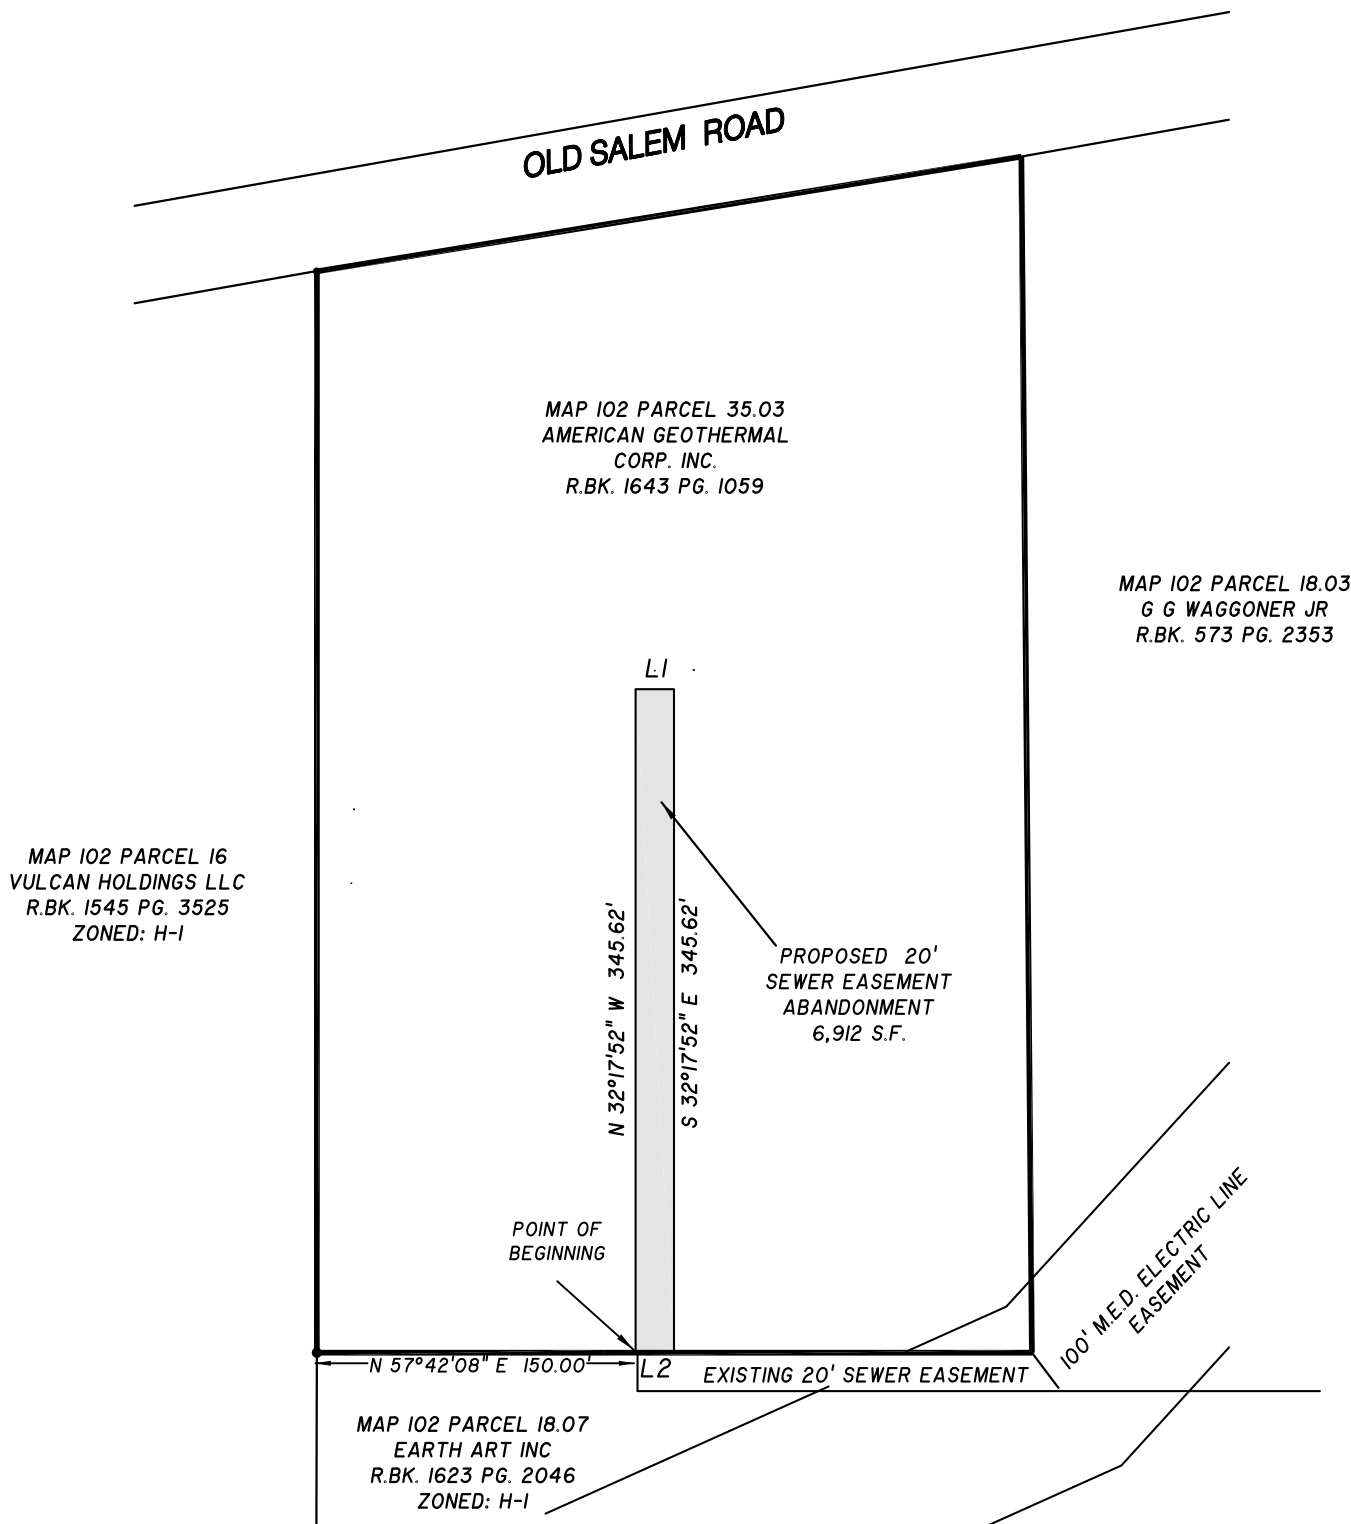 OLD SALEM ROAD
MAP 102 PARCEL 35.03
AMERICAN GEOTHERMAL
CORP. INC.
R.BK. 1643 PG. 1059
MAP 102 PARCEL 18.03
G G WAGGONER JR
R.BK. 573 PG. 2353
L1
MAP 102 PARCEL 16
VULCAN HOLDINGS LLC
R.BK. 1545 PG. 3525
ZONED: H-1
N 32°17'52" W 345.62'
S 32°17'52" E 345.62'
PROPOSED 20'
SEWER EASEMENT
ABANDONMENT
6,912 S.F.
POINT OF
BEGINNING
100' M.E.D. ELECTRIC LINE
EASEMENT
N 57°42'08" E 150.00'
L2
EXISTING 20' SEWER EASEMENT
MAP 102 PARCEL 18.07
EARTH ART INC
R.BK. 1623 PG. 2046
ZONED: H-1